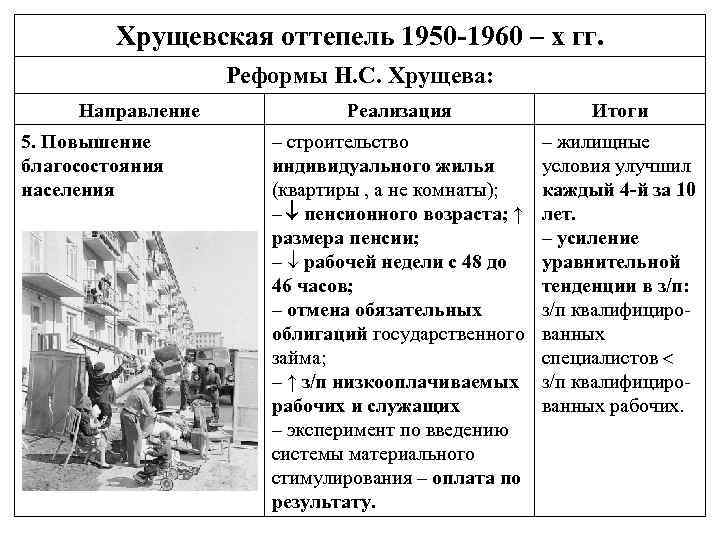 Хрущевская оттепель 1950-1960 – х гг.
Реформы Н. С. Хрущева:
Направление
Реализация
Итоги
5. Повышение
благосостояния
населения
– строительство
индивидуального жилья
(квартиры , а не комнаты);
– ↓ пенсионного возраста; ↑
размера пенсии;
– ↓ рабочей недели с 48 до
46 часов;
– отмена обязательных
облигаций государственного
займа;
– ↑ з/п низкооплачиваемых
рабочих и служащих
– эксперимент по введению
системы материального
стимулирования – оплата по
результату.
– жилищные
условия улучшил
каждый 4-й за 10
лет.
– усиление
уравнительной
тенденции в з/п:
з/п квалифициро-
ванных
специалистов <
з/п квалифициро-
ванных рабочих.